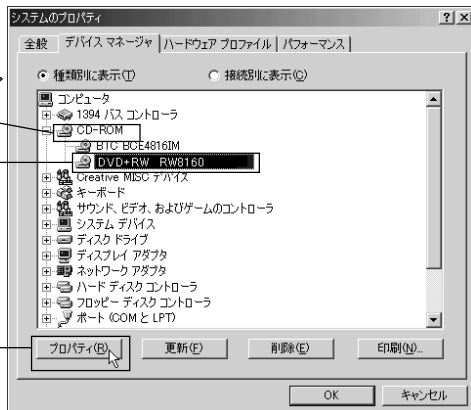 システムのプロパティ
全般 デバイス マネージャ ハードウェア プロファイル パフォーマンス
種類別に表示(T) 接続別に表示(C)
コンピュータ
1394 バス コントローラ
CD-ROM
BTC BCE4816IM
DVD+RW RW8160
Creative MISC デバイス
キーボード
サウンド、ビデオ、およびゲームのコントローラ
システム デバイス
ディスク ドライブ
ディスプレイ アダプタ
ネットワーク アダプタ
ハード ディスク コントローラ
フロッピー ディスク コントローラ
ポート (COM と LPT)
プロパティ(R) 更新(F) 削除(E) 印刷(N)...
OK キャンセル